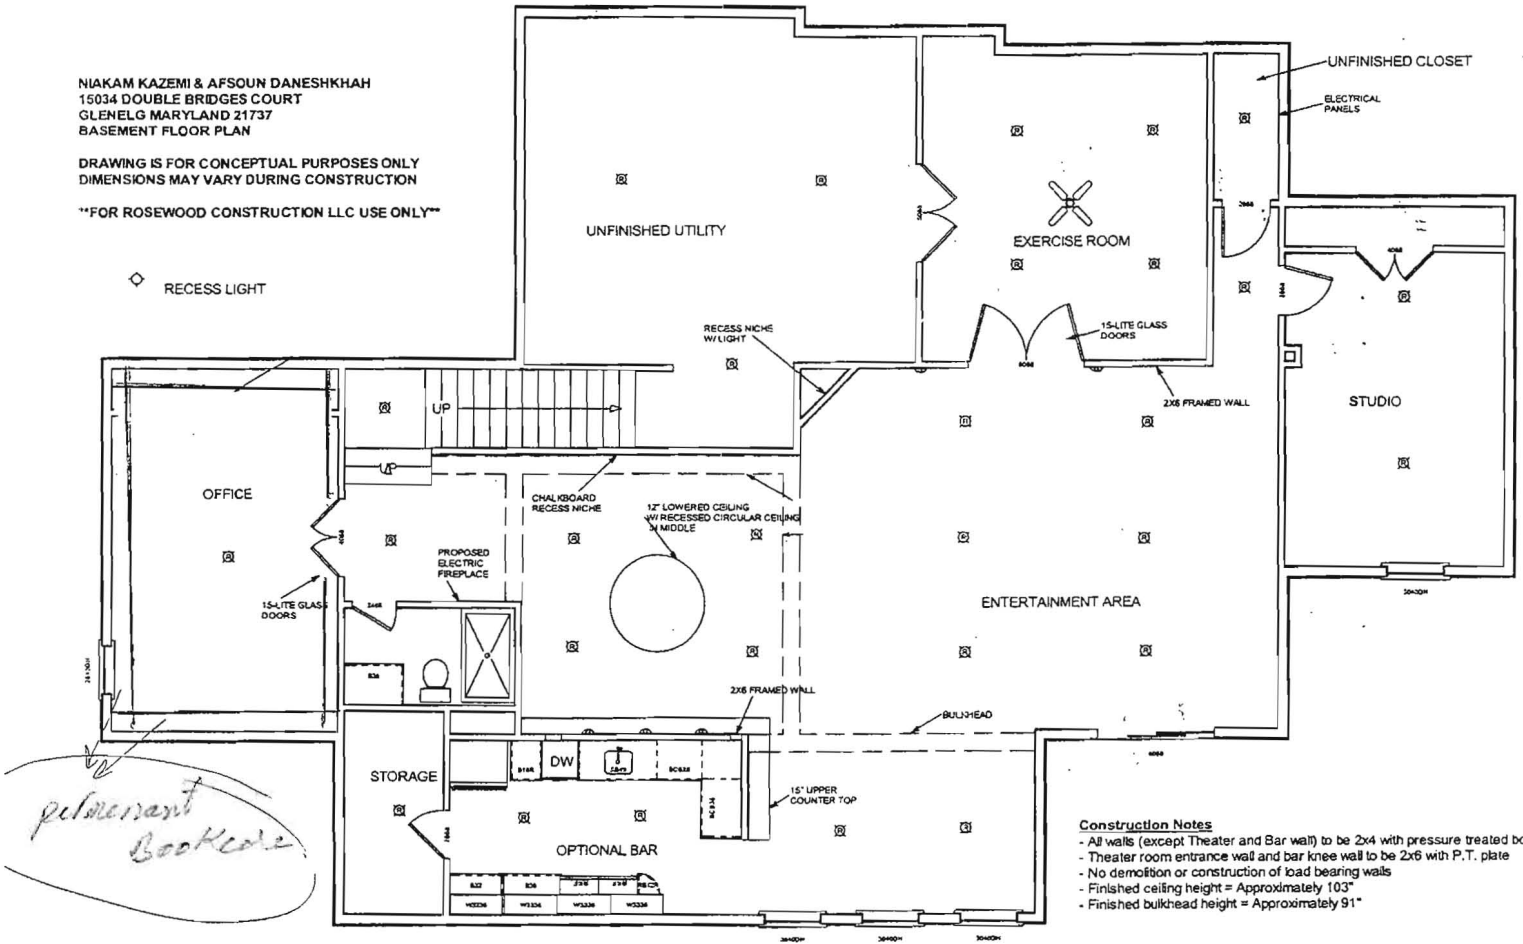 NIAKAM KAZEMI & AFSOUN DANESHKHAH
15034 DOUBLE BRIDGES COURT
GLENELG MARYLAND 21737
BASEMENT FLOOR PLAN
DRAWING IS FOR CONCEPTUAL PURPOSES ONLY
DIMENSIONS MAY VARY DURING CONSTRUCTION
**FOR ROSEWOOD CONSTRUCTION LLC USE ONLY**
RECESS LIGHT
UNFINISHED CLOSET
ELECTRICAL
PANELS
UNFINISHED UTILITY
EXERCISE ROOM
RECESS NICHE
W/ LIGHT
15-LITE GLASS
DOORS
2X6 FRAMED WALL
STUDIO
UP
UP
OFFICE
CHALKBOARD
RECESS NICHE
12" LOWERED CEILING
W/ RECESSED CIRCULAR CEILING
IN MIDDLE
PROPOSED
ELECTRIC
FIREPLACE
15-LITE GLASS
DOORS
ENTERTAINMENT AREA
2X6 FRAMED WALL
BULKHEAD
STORAGE
DW
15" UPPER
COUNTER TOP
OPTIONAL BAR
W3336
permenant
Bookcase
Construction Notes
- All walls (except Theater and Bar wall) to be 2x4 with pressure treated bo
- Theater room entrance wall and bar knee wall to be 2x6 with P.T. plate
- No demolition or construction of load bearing walls
- Finished ceiling height = Approximately 103"
- Finished bulkhead height = Approximately 91"